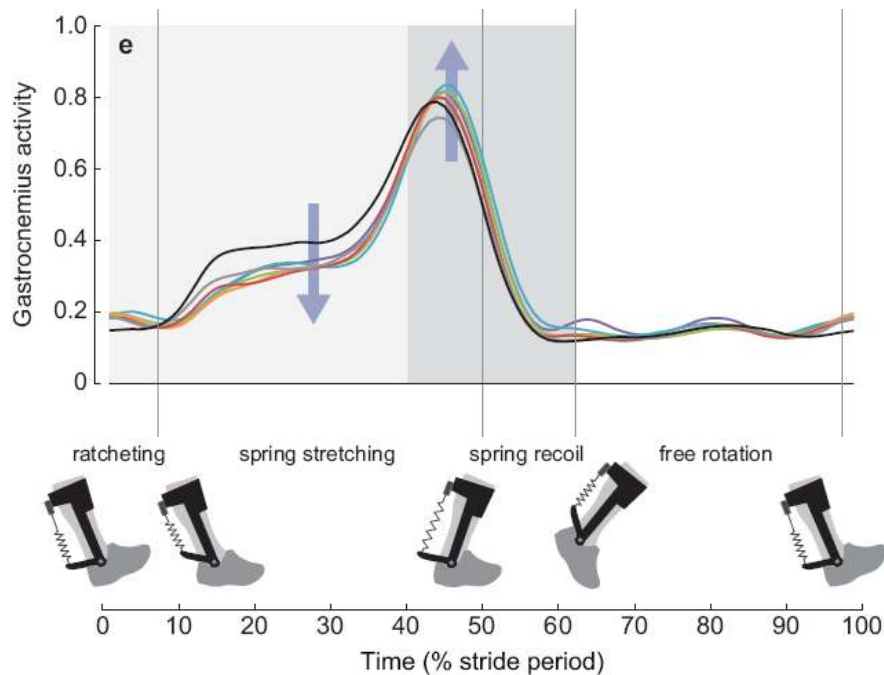 e
1.0
0.8
0.6
0.4
0.2
0
Gastrocnemius activity
ratcheting spring stretching spring recoil free rotation
0 10 20 30 40 50 60 70 80 90 100
Time (% stride period)